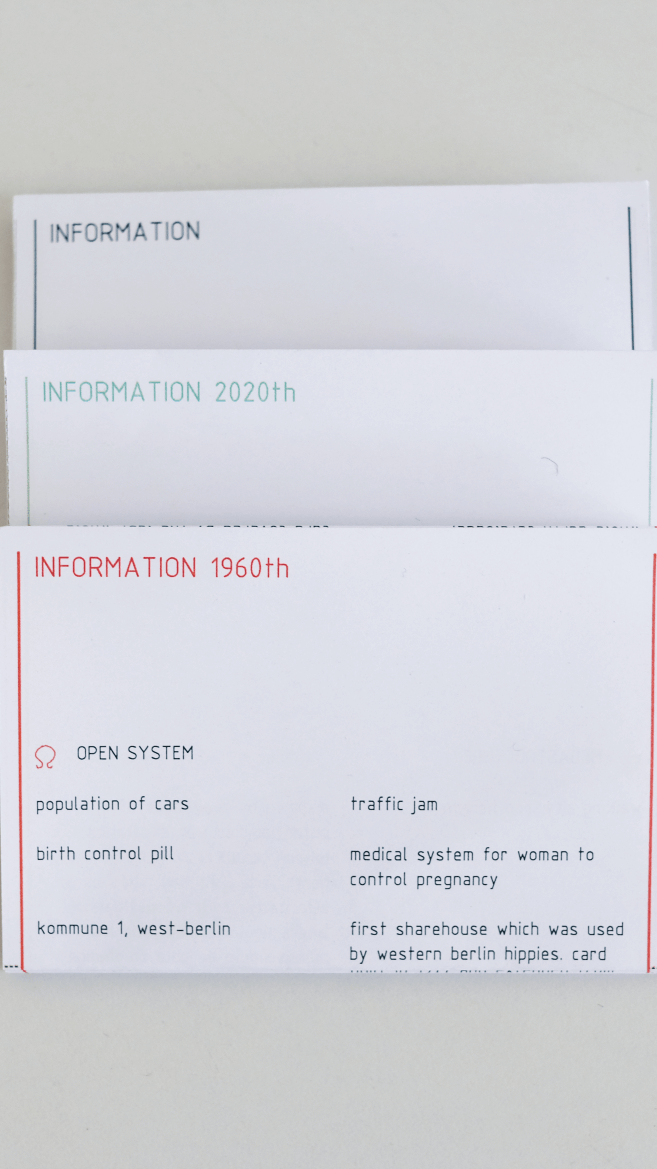 INFORMATION
INFORMATION 2020th
INFORMATION 1960th
OPEN SYSTEM
population of cars
traffic jam
birth control pill
medical system for woman to
control pregnancy
kommune 1, west-berlin
first sharehouse which was used
by western berlin hippies. card